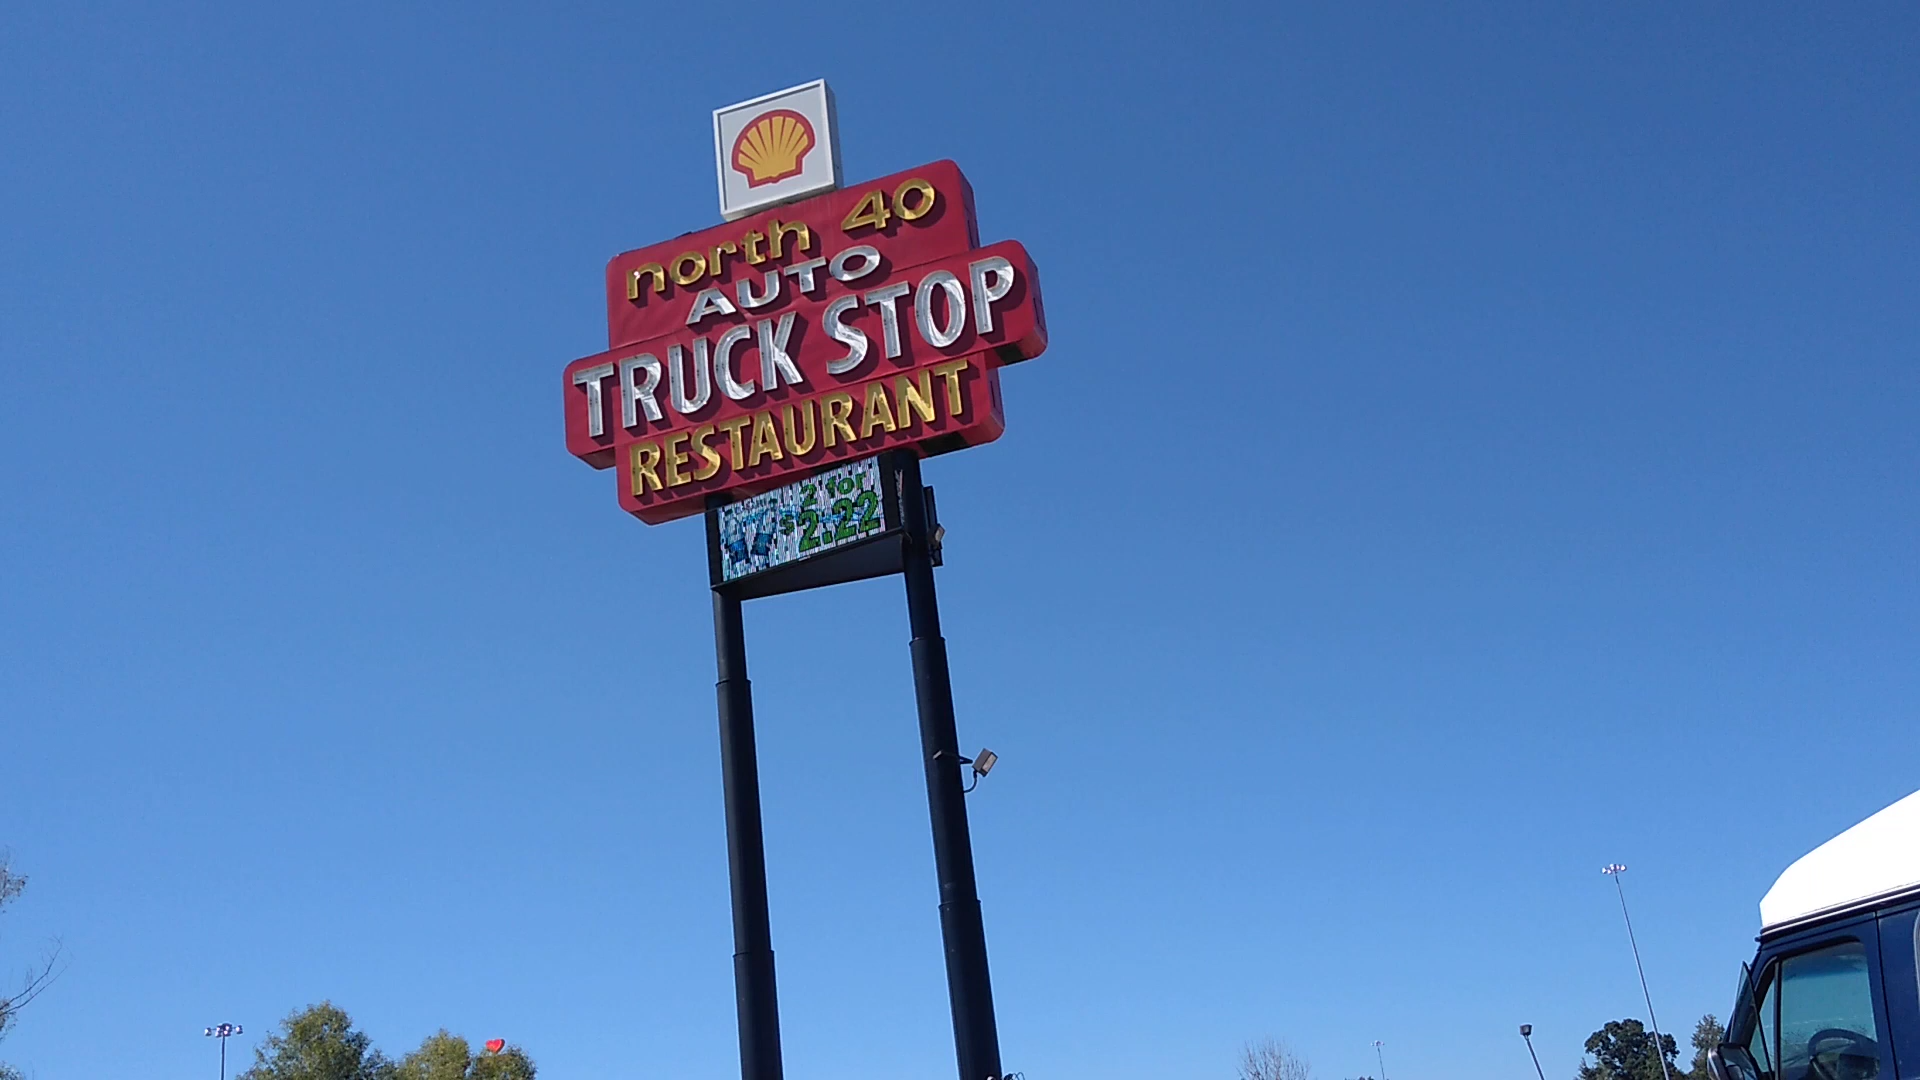 north 40
AUTO
TRUCK STOP
RESTAURANT
2 for
$2.22